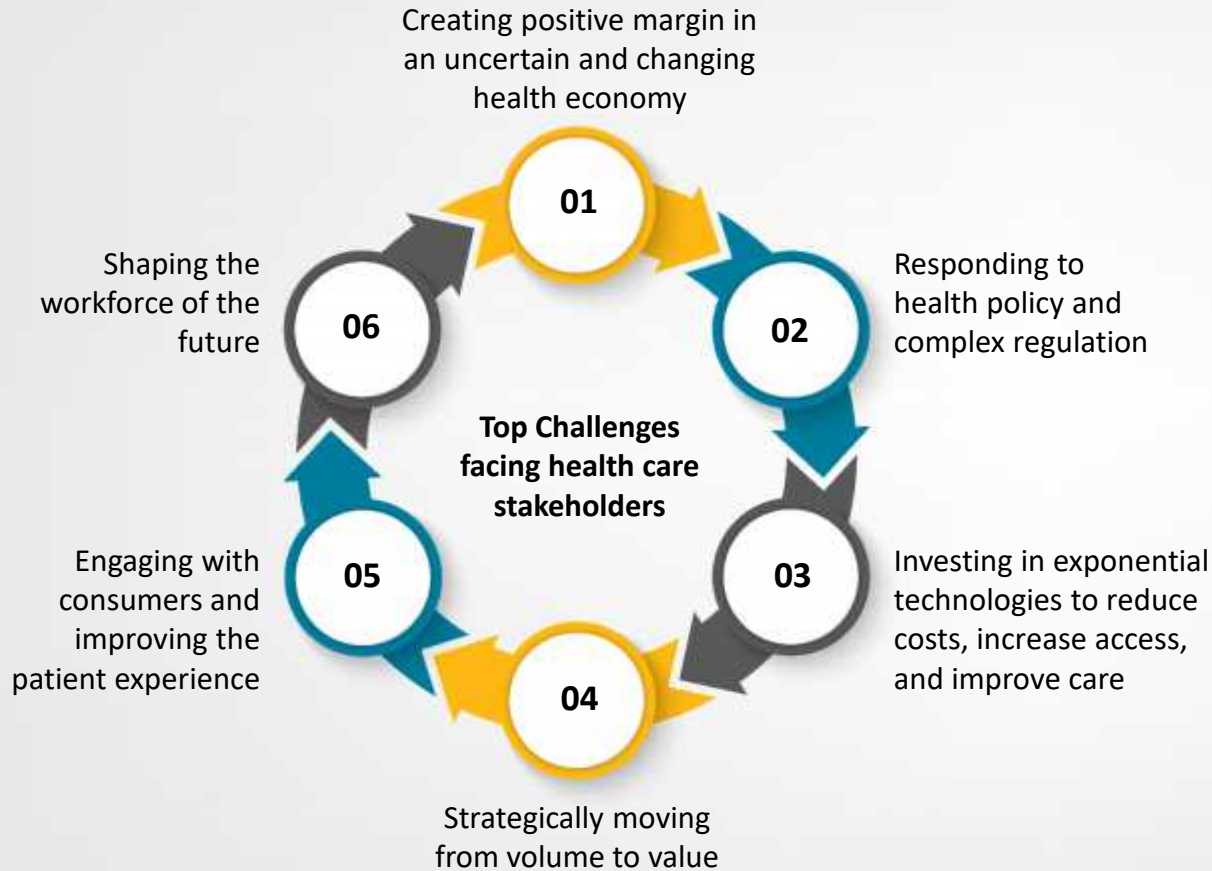 Creating positive margin in
an uncertain and changing
health economy
01
Responding to
health policy and
complex regulation
02
Investing in exponential
technologies to reduce
costs, increase access,
and improve care
03
Strategically moving
from volume to value
04
Engaging with
consumers and
improving the
patient experience
05
Shaping the
workforce of the
future
06
Top Challenges
facing health care
stakeholders